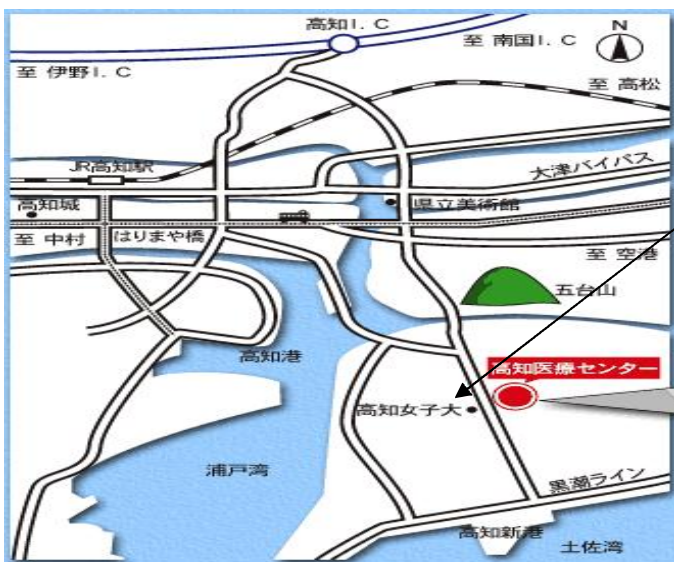 高知I.C
N
至 南国I.C
至 伊野I.C
至 高松
JR高知駅
大津バイパス
高知城
県立美術館
至 中村
はりまや橋
至 空港
五台山
高知港
高知医療センター
高知女子大
浦戸湾
黒潮ライン
高知新港
土佐湾